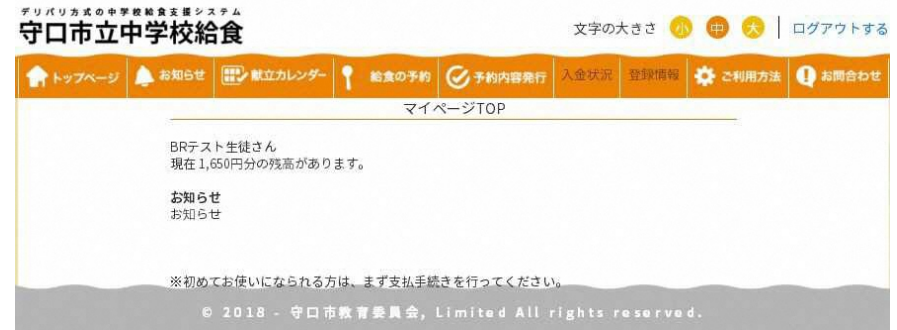 デリバリ方式の中学校給食支援システム
守口市立中学校給食
文字の大きさ 小 中 大 | ログアウトする
トップページ お知らせ 献立カレンダー 給食の予約 予約内容発行 入金状況 登録情報 ご利用方法 お問合わせ
マイページTOP
BRテスト生徒さん
現在1,650円分の残高があります。
お知らせ
お知らせ
※初めてお使いになられる方は、まず支払手続きを行ってください。
© 2018 - 守口市教育委員会, Limited All rights reserved.